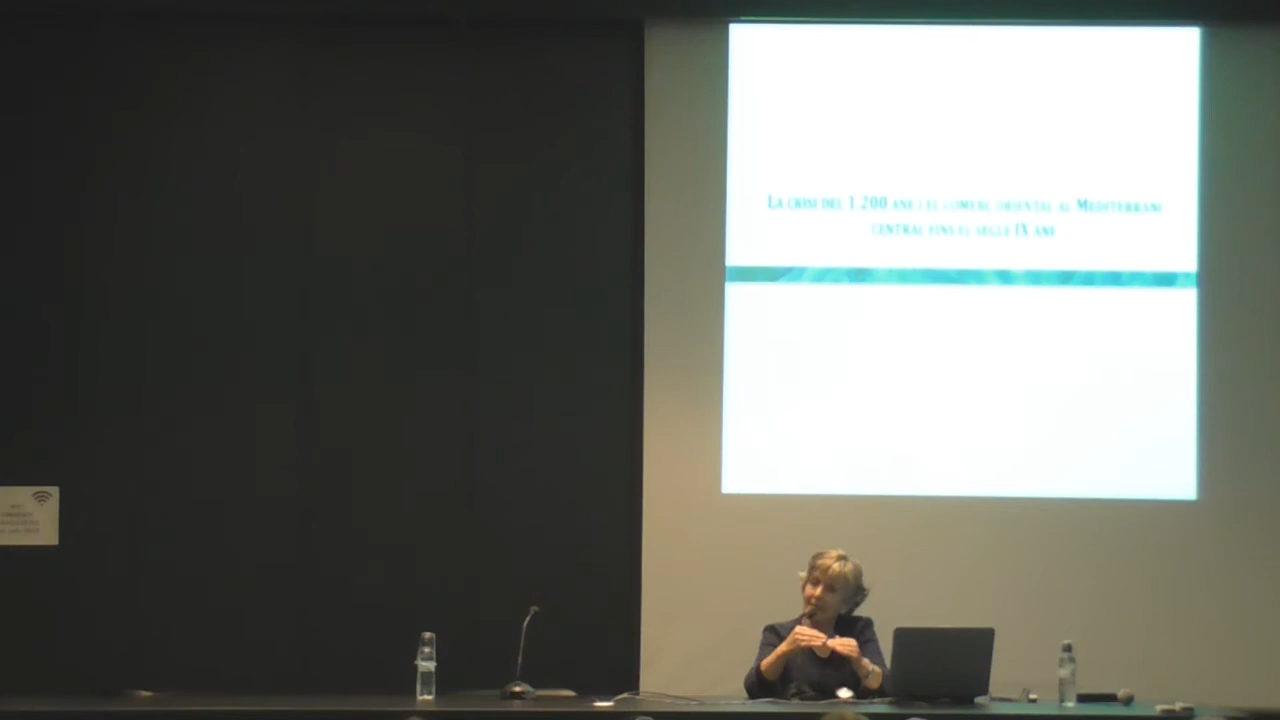 LA CRISI DEL 1.200 ANE I EL COMERÇ ORIENTAL AL MEDITERRANI
CENTRAL FINS EL SEGLE IX ANE